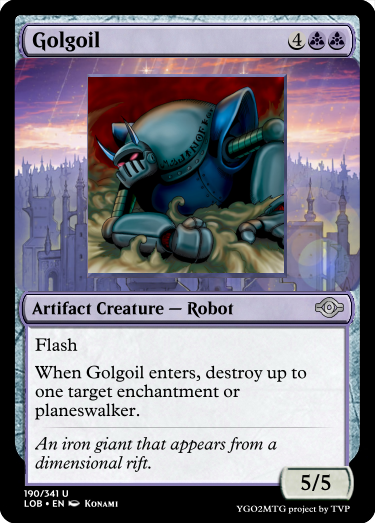 Golgoil 4
Artifact Creature — Robot
Flash
When Golgoil enters, destroy up to
one target enchantment or
planeswalker.
An iron giant that appears from a
dimensional rift.
5/5
190/341 U
LOB • EN Konami
YGO2MTG project by TVP